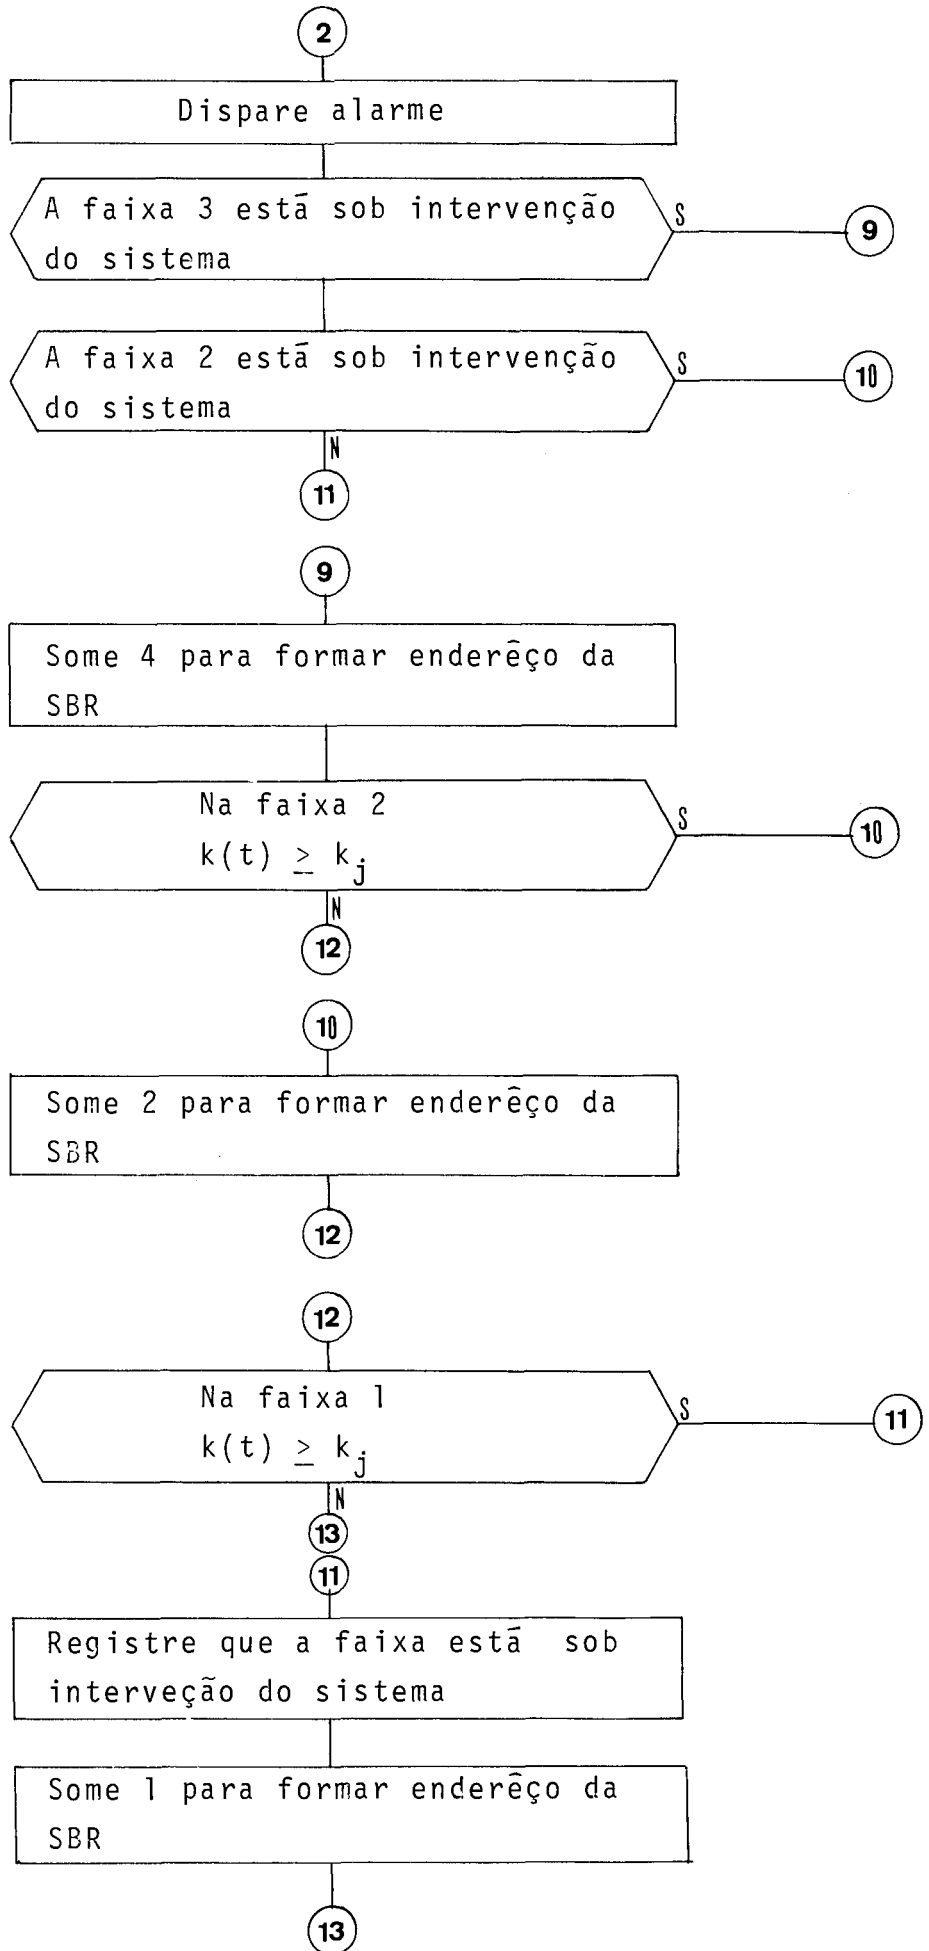 2
Dispare alarme
A faixa 3 está sob intervenção
S
9
do sistema
A faixa 2 está sob intervenção
S
10
do sistema
N
11
9
Some 4 para formar enderêço da
SBR
Na faixa 2
S
10
k(t) ≥ kj
N
12
10
Some 2 para formar enderêço da
SBR
12
12
Na faixa 1
S
11
k(t) ≥ kj
N
13
11
Registre que a faixa está sob
interveção do sistema
Some 1 para formar enderêço da
SBR
13